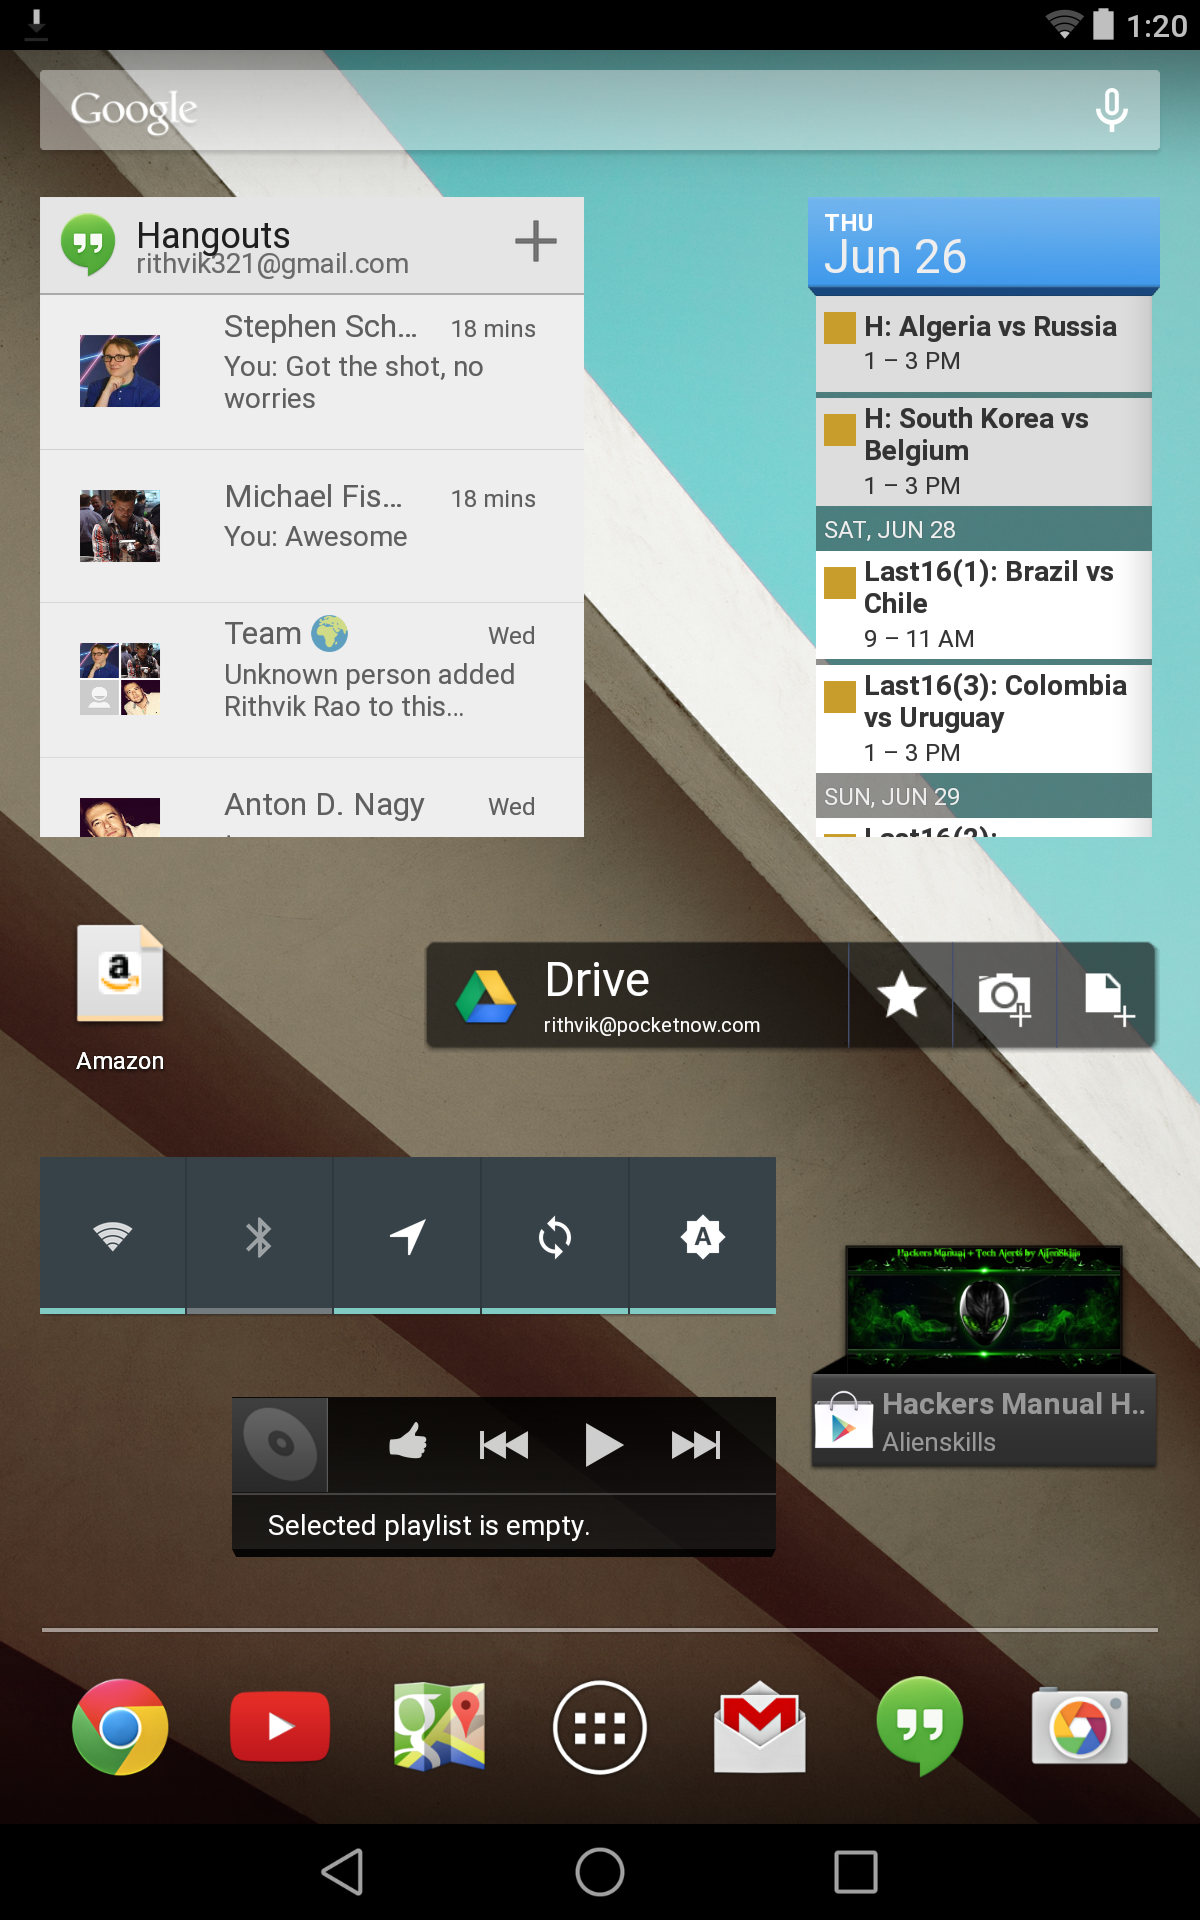 1:20
Google
Hangouts
rithvik321@gmail.com
Stephen Sch... 18 mins
You: Got the shot, no
worries
Michael Fis... 18 mins
You: Awesome
Team Wed
Unknown person added
Rithvik Rao to this...
Anton D. Nagy Wed
THU
Jun 26
H: Algeria vs Russia
1 – 3 PM
H: South Korea vs
Belgium
1 – 3 PM
SAT, JUN 28
Last16(1): Brazil vs
Chile
9 – 11 AM
Last16(3): Colombia
vs Uruguay
1 – 3 PM
SUN, JUN 29
Last16(2):
a
Amazon
Drive
rithvik@pocketnow.com
A
Hackers Manual + Tech Alerts by AlienSkills
Hackers Manual H..
Alienskills
Selected playlist is empty.